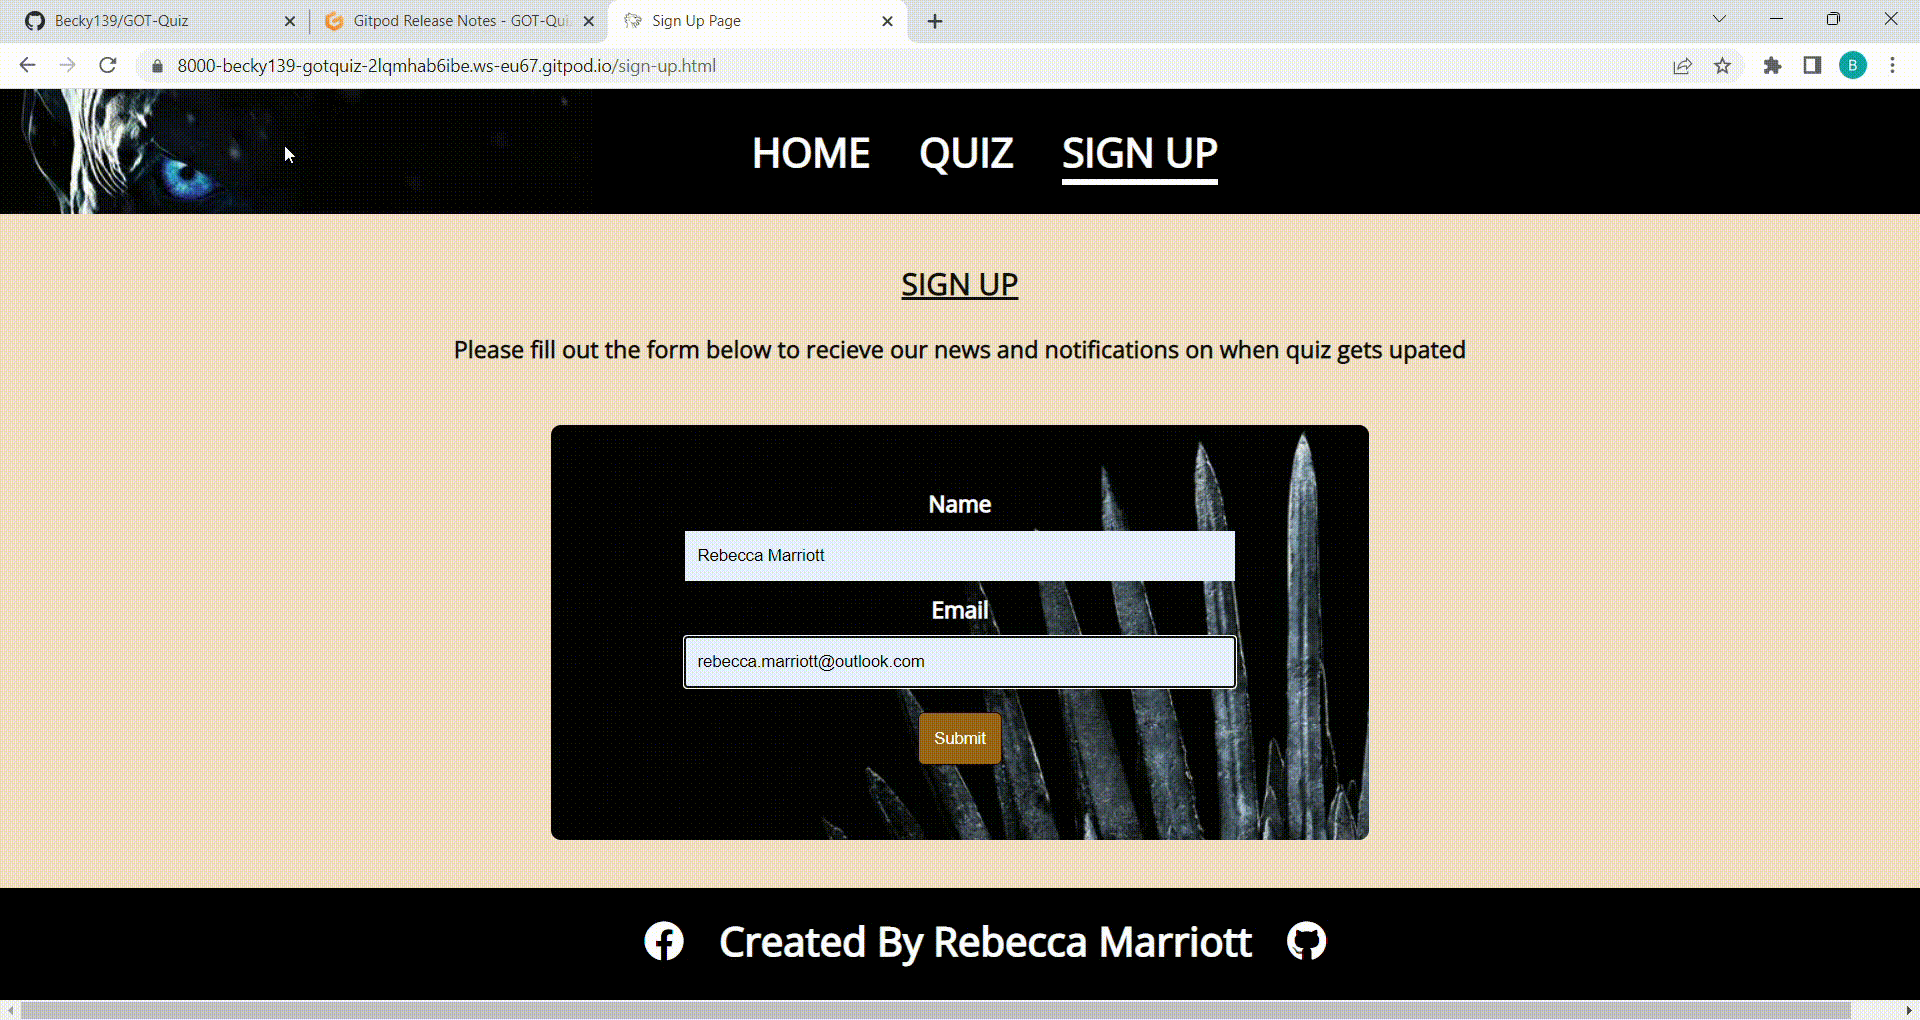 Becky139/GOT-Quiz
Gitpod Release Notes - GOT-Qui
Sign Up Page
8000-becky139-gotquiz-2lqmhab6ibe.ws-eu67.gitpod.io/sign-up.html
B
HOME QUIZ SIGN UP
SIGN UP
Please fill out the form below to recieve our news and notifications on when quiz gets upated
Name
Rebecca Marriott
Email
rebecca.marriott@outlook.com
Submit
Created By Rebecca Marriott